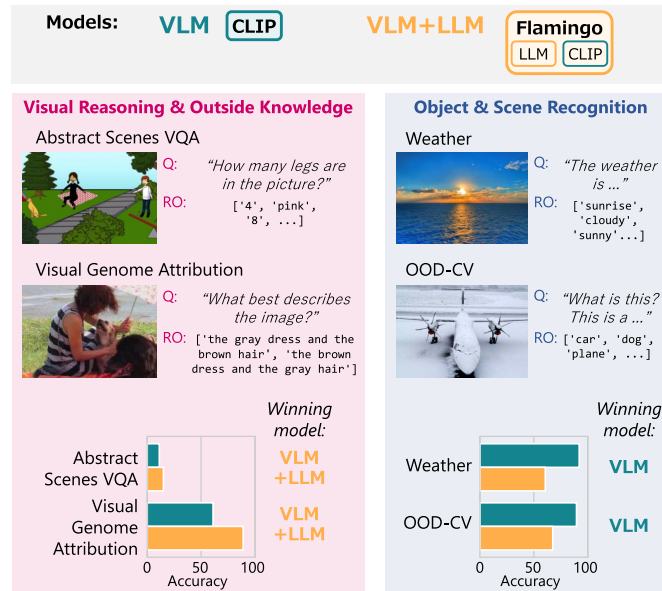 Models:
VLM
CLIP
VLM+LLM
Flamingo
LLM
CLIP
Visual Reasoning & Outside Knowledge
Abstract Scenes VQA
Q:
“How many legs are
in the picture?”
RO:
['4', 'pink',
'8', ...]
Visual Genome Attribution
Q:
“What best describes
the image?”
RO:
['the gray dress and the
brown hair', 'the brown
dress and the gray hair']
Winning
model:
Abstract
Scenes VQA
VLM
+LLM
Visual
Genome
Attribution
VLM
+LLM
0
50
100
Accuracy
Object & Scene Recognition
Weather
Q:
“The weather
is ...”
RO:
['sunrise',
'cloudy',
'sunny'...]
OOD-CV
Q:
“What is this?
This is a ...”
RO:
['car', 'dog',
'plane', ...]
Winning
model:
Weather
VLM
OOD-CV
VLM
0
50
100
Accuracy